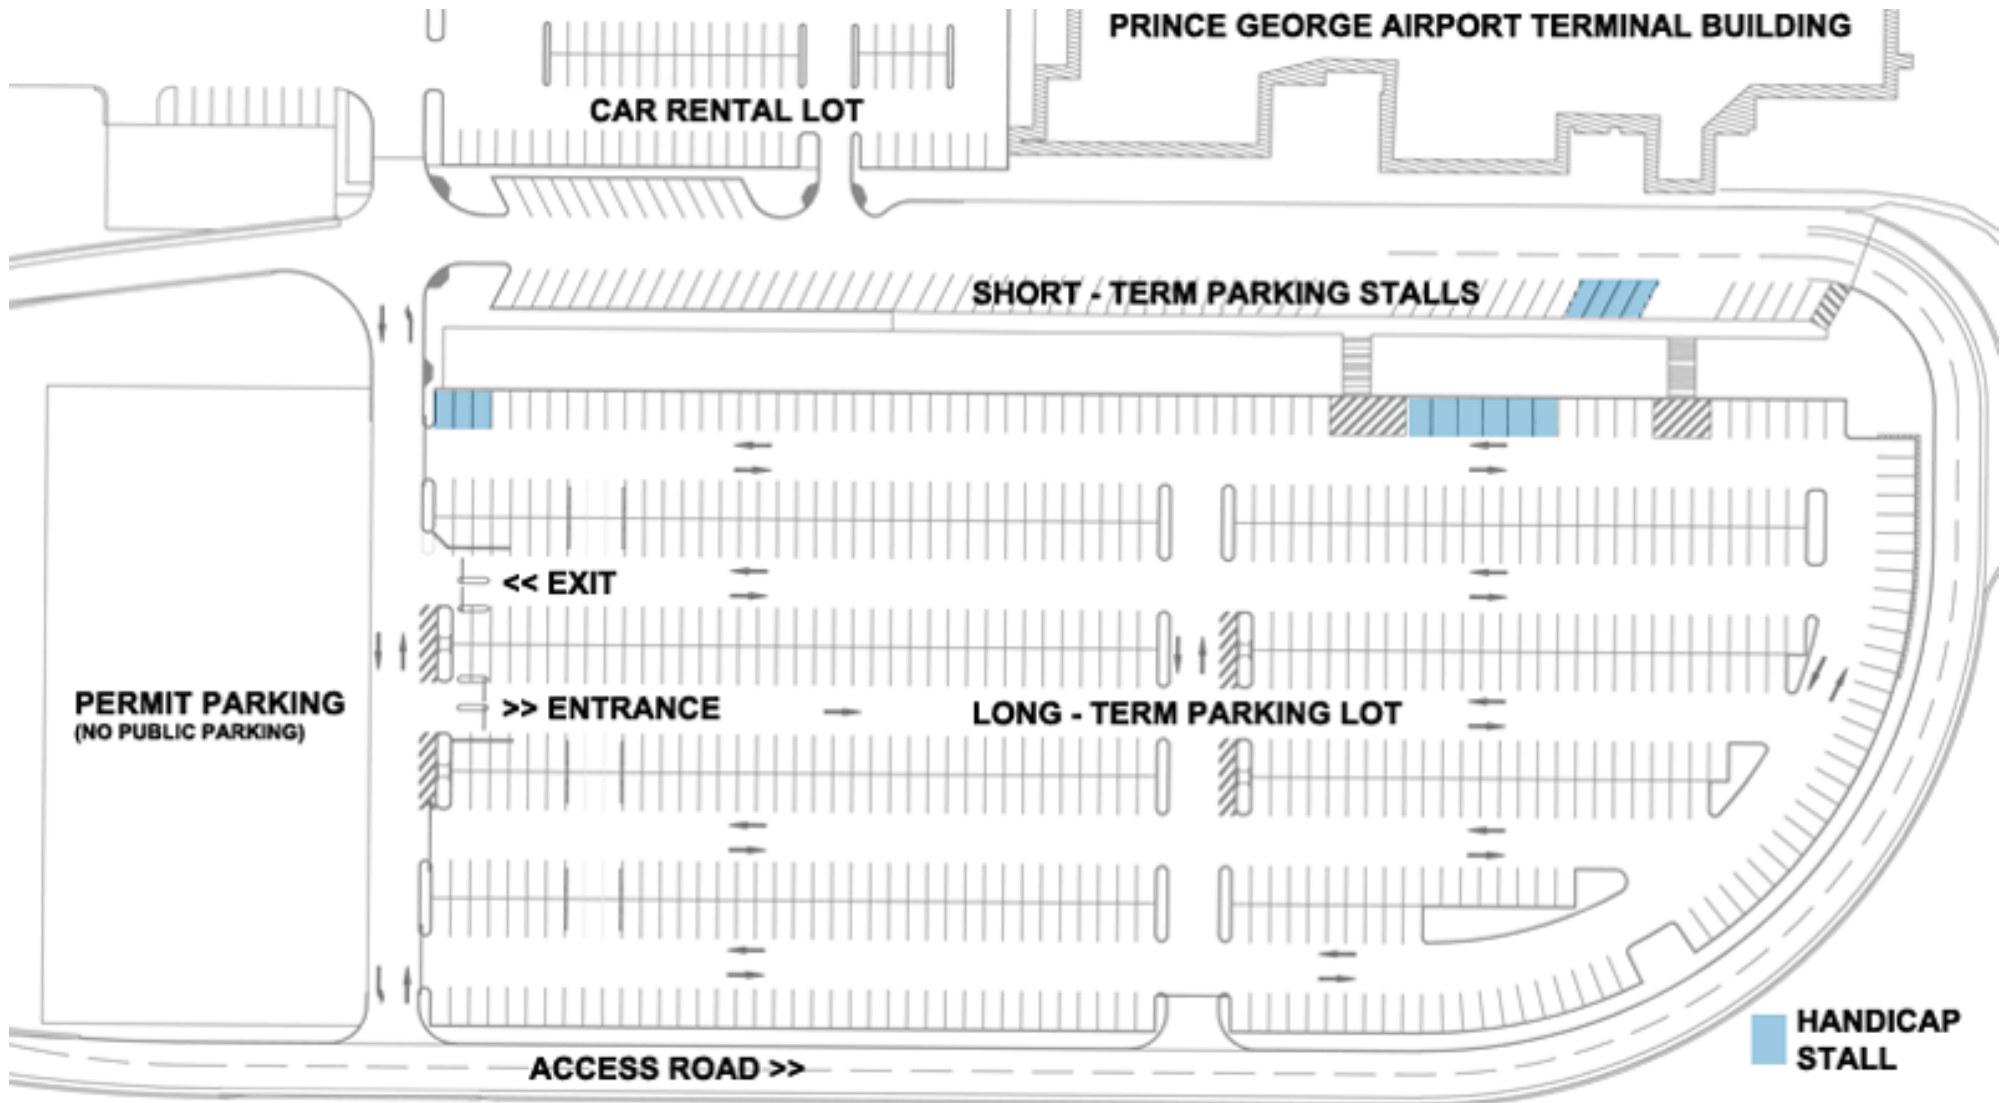 PRINCE GEORGE AIRPORT TERMINAL BUILDING
CAR RENTAL LOT
SHORT - TERM PARKING STALLS
<< EXIT
PERMIT PARKING
(NO PUBLIC PARKING)
>> ENTRANCE
LONG - TERM PARKING LOT
HANDICAP
STALL
ACCESS ROAD >>